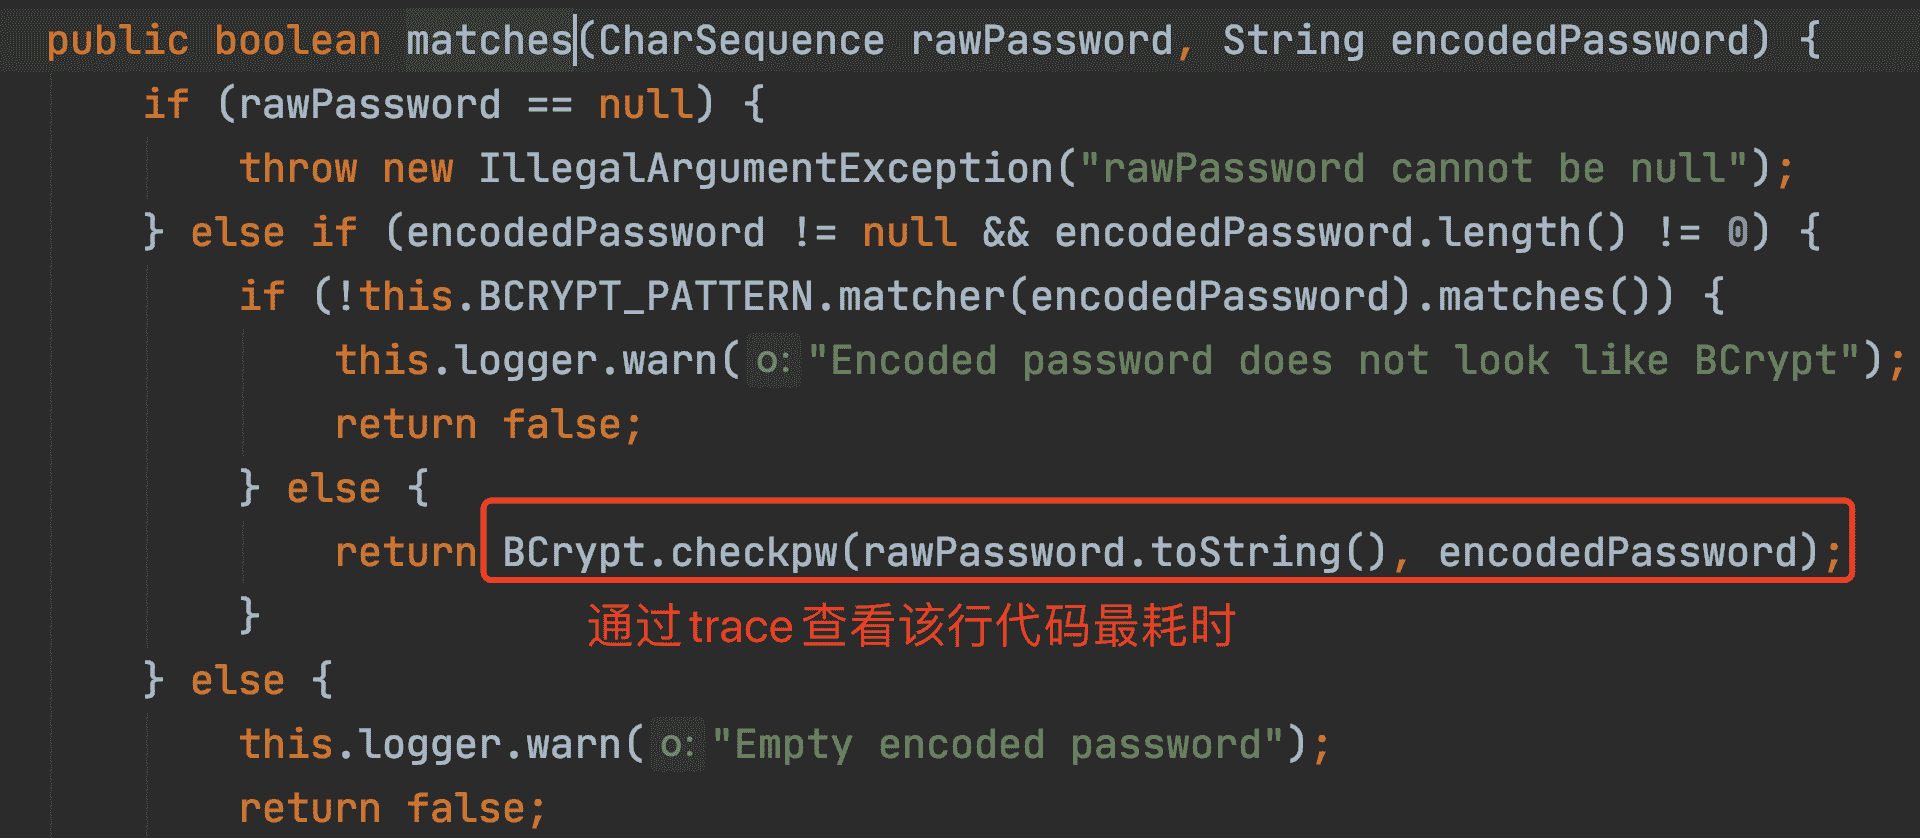 public boolean matches(CharSequence rawPassword, String encodedPassword) {
if (rawPassword == null) {
throw new IllegalArgumentException("rawPassword cannot be null");
} else if (encodedPassword != null && encodedPassword.length() != 0) {
if (!this.BCRYPT_PATTERN.matcher(encodedPassword).matches()) {
this.logger.warn( o: "Encoded password does not look like BCrypt");
return false;
} else {
return BCrypt.checkpw(rawPassword.toString(), encodedPassword);
}
通过trace查看该行代码最耗时
} else {
this.logger.warn( o: "Empty encoded password");
return false;